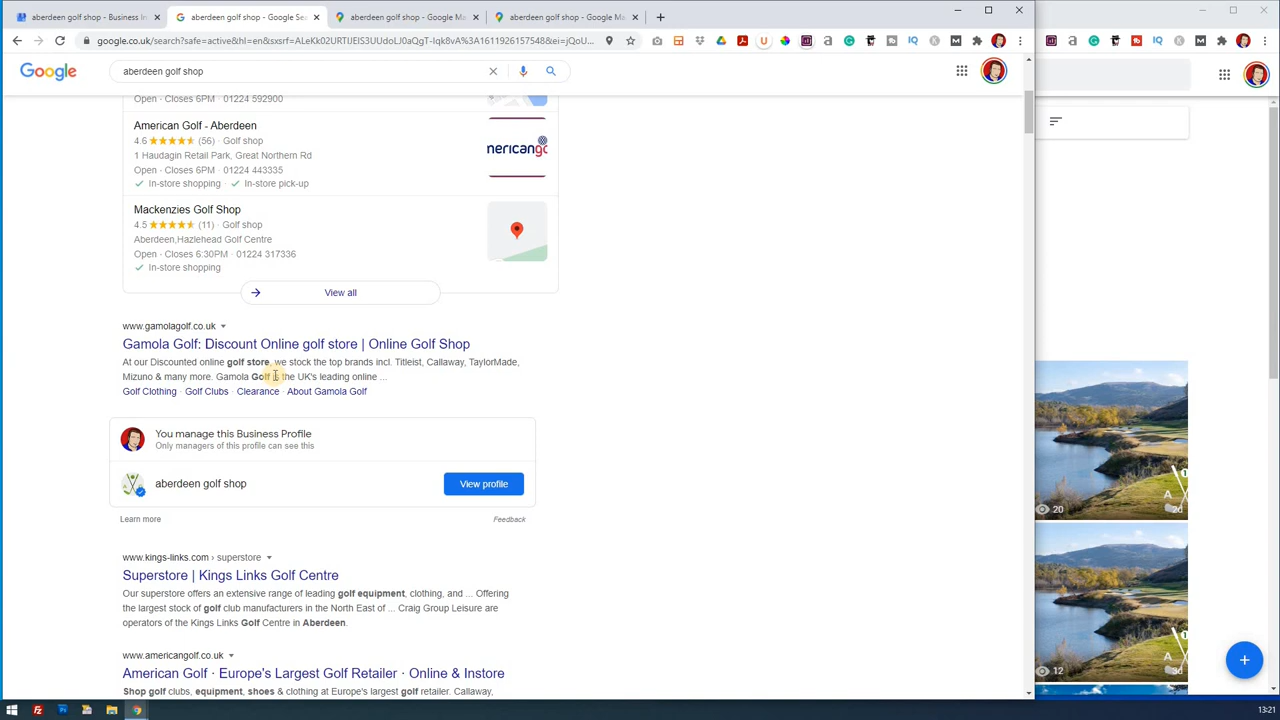 aberdeen golf shop - Business In
aberdeen golf shop - Google Sea
aberdeen golf shop - Google Ma
aberdeen golf shop - Google Ma
Google
aberdeen golf shop
Open · Closes 6PM · 01224 592900
American Golf - Aberdeen
4.6 (56) · Golf shop
1 Haudagin Retail Park, Great Northern Rd
Open · Closes 6PM · 01224 443335
In-store shopping · In-store pick-up
nericango
Mackenzies Golf Shop
4.5 (11) · Golf shop
Aberdeen,Hazlehead Golf Centre
Open · Closes 6:30PM · 01224 317336
In-store shopping
View all
www.gamolagolf.co.uk
Gamola Golf: Discount Online golf store | Online Golf Shop
At our Discounted online golf store, we stock the top brands incl. Titleist, Callaway, TaylorMade,
Mizuno & many more. Gamola Golf is the UK's leading online ...
Golf Clothing · Golf Clubs · Clearance · About Gamola Golf
You manage this Business Profile
Only managers of this profile can see this
aberdeen golf shop
View profile
Learn more
Feedback
www.kings-links.com › superstore
Superstore | Kings Links Golf Centre
Our superstore offers an extensive range of leading golf equipment, clothing, and ... Offering
the largest stock of golf club manufacturers in the North East of ... Craig Group Leisure are
operators of the Kings Links Golf Centre in Aberdeen.
www.americangolf.co.uk
American Golf · Europe's Largest Golf Retailer · Online & Instore
Shop golf clubs, equipment, shoes & clothing at Europe's largest golf retailer. Callaway,
A
20
2d
A
12
3d
13:21